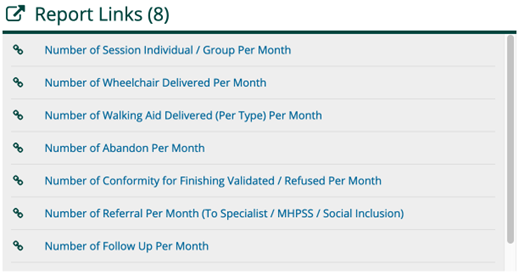 Report Links (8)
Number of Session Individual / Group Per Month
Number of Wheelchair Delivered Per Month
Number of Walking Aid Delivered (Per Type) Per Month
Number of Abandon Per Month
Number of Conformity for Finishing Validated / Refused Per Month
Number of Referral Per Month (To Specialist / MHPSS / Social Inclusion)
Number of Follow Up Per Month